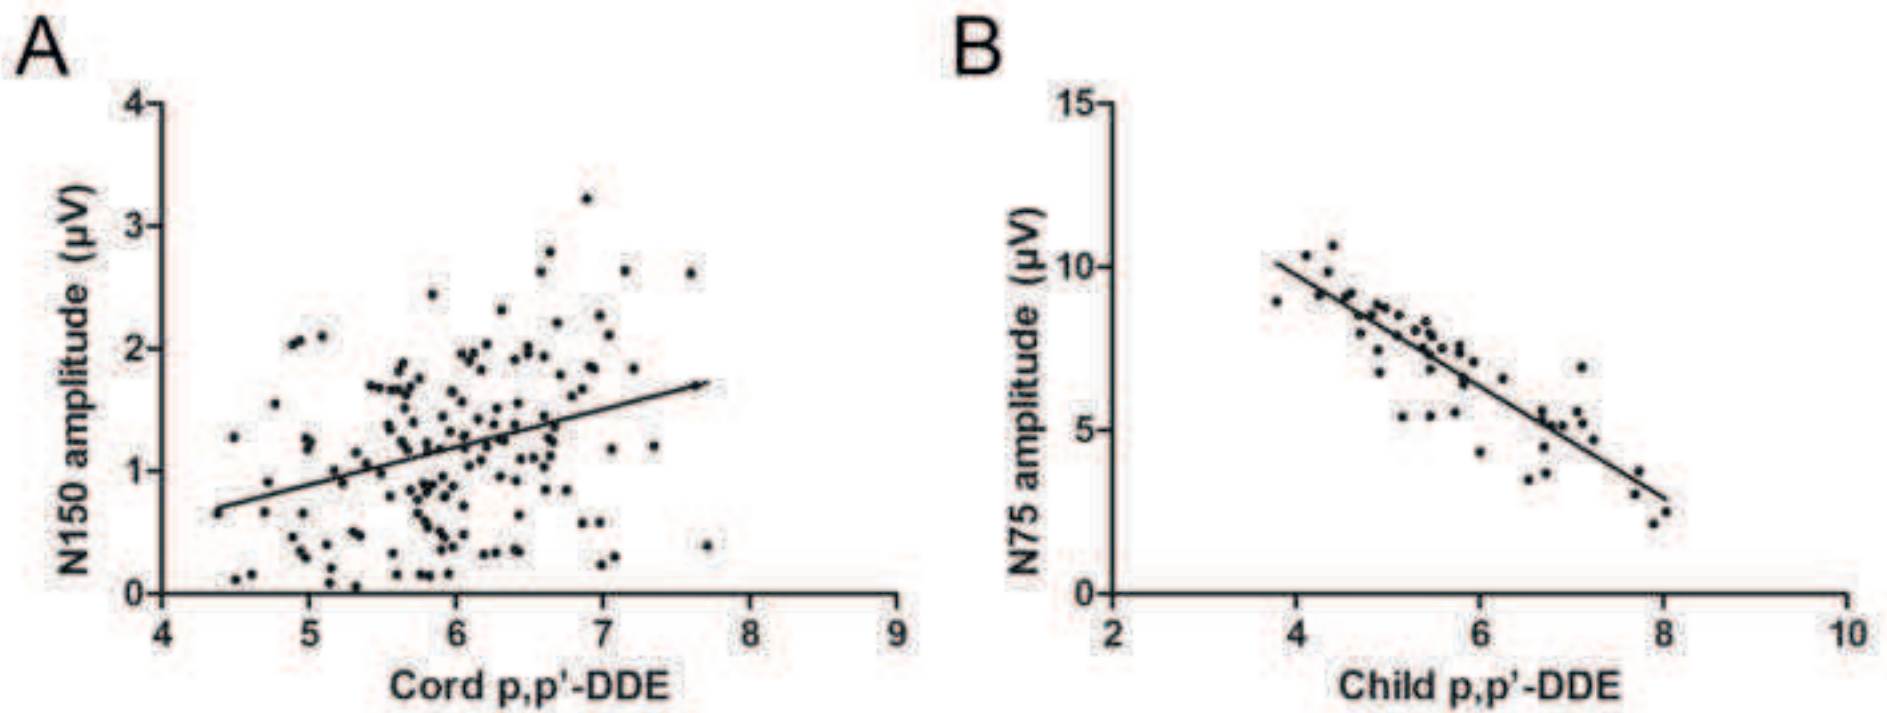 A
B
4
3
2
1
0
N150 amplitude (µV)
4 5 6 7 8 9
Cord p,p'-DDE
15
10
5
0
N75 amplitude (µV)
2 4 6 8 10
Child p,p'-DDE